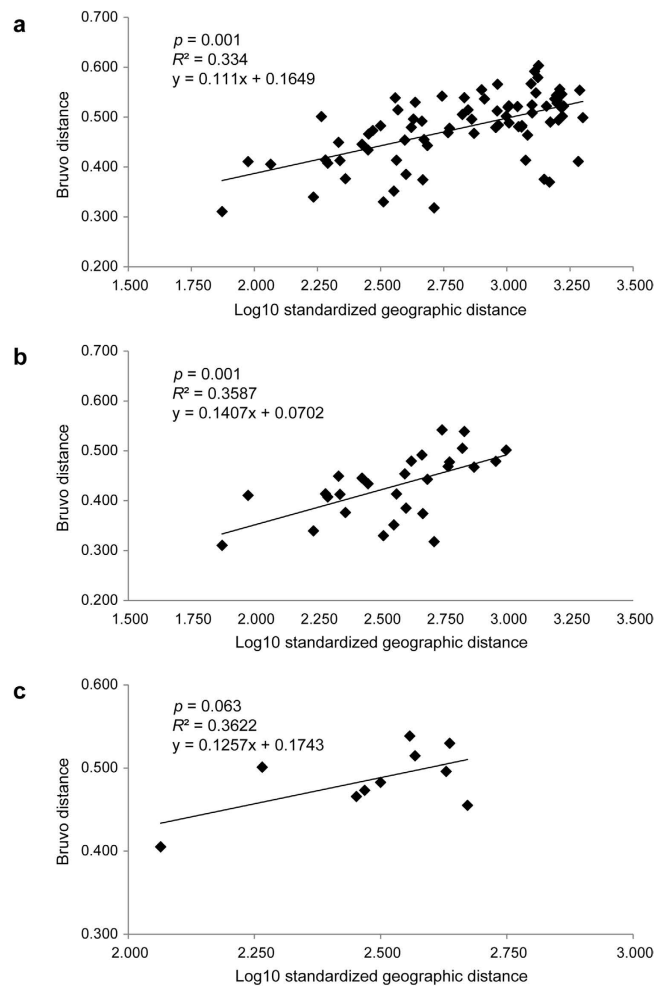 a
0.700
p = 0.001
R² = 0.334
y = 0.111x + 0.1649
0.600
0.500
0.400
0.300
0.200
Bruvo distance
1.500 1.750 2.000 2.250 2.500 2.750 3.000 3.250 3.500
Log10 standardized geographic distance
b
0.700
p = 0.001
R² = 0.3587
y = 0.1407x + 0.0702
0.600
0.500
0.400
0.300
0.200
Bruvo distance
1.500 2.000 2.250 2.500 2.750 3.000 3.500
Log10 standardized geographic distance
c
0.600
p = 0.063
R² = 0.3622
y = 0.1257x + 0.1743
0.500
0.400
0.300
Bruvo distance
2.000 2.250 2.500 2.750 3.000
Log10 standardized geographic distance